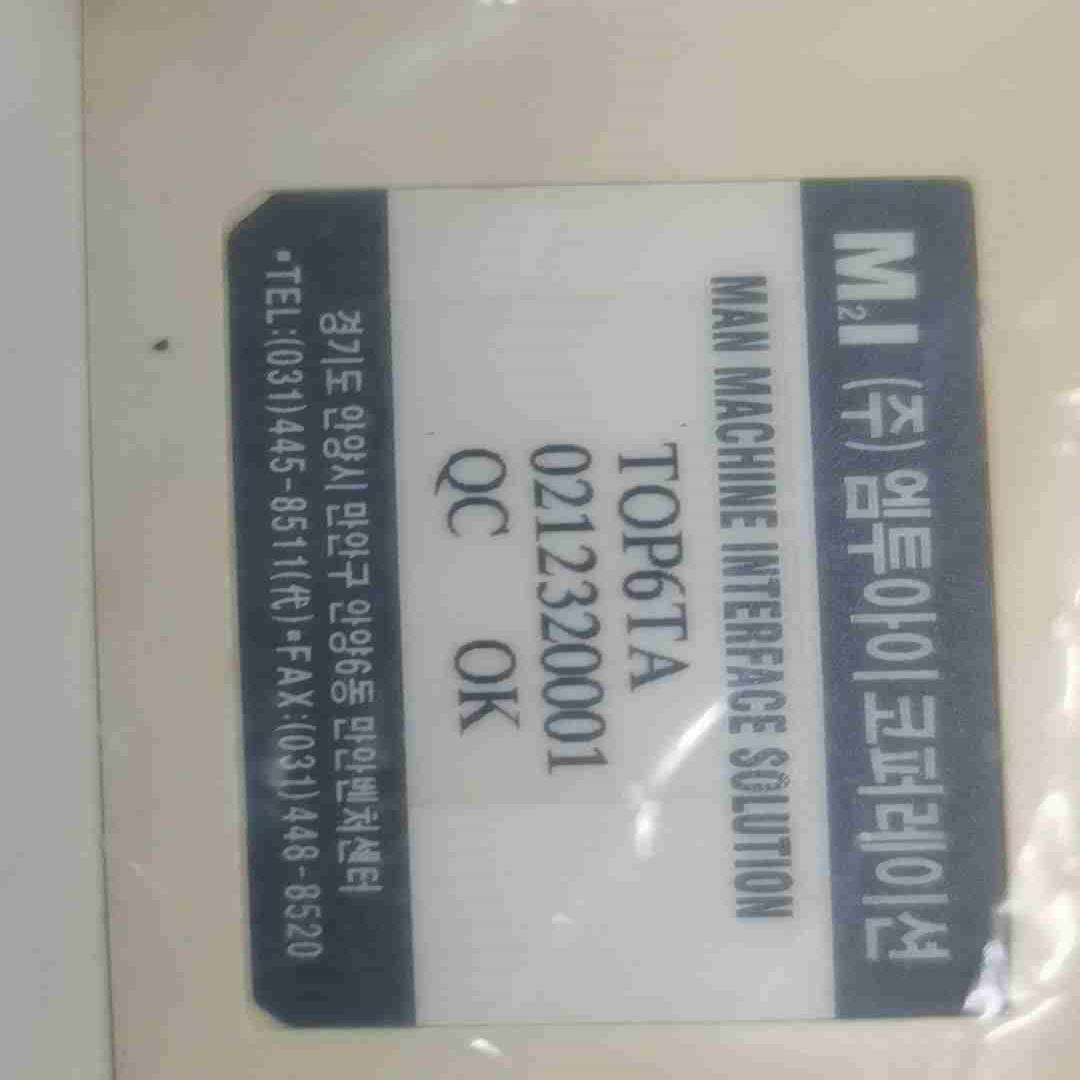 M2I (주)엠투아이코퍼레이션
MAN MACHINE INTERFACE SOLUTION
TOP6TA
0212320001
QC OK
경기도 안양시 만안구 안양6동 만안벤처센터
▪TEL:(031)445-8511(代)▪FAX:(031)448-8520